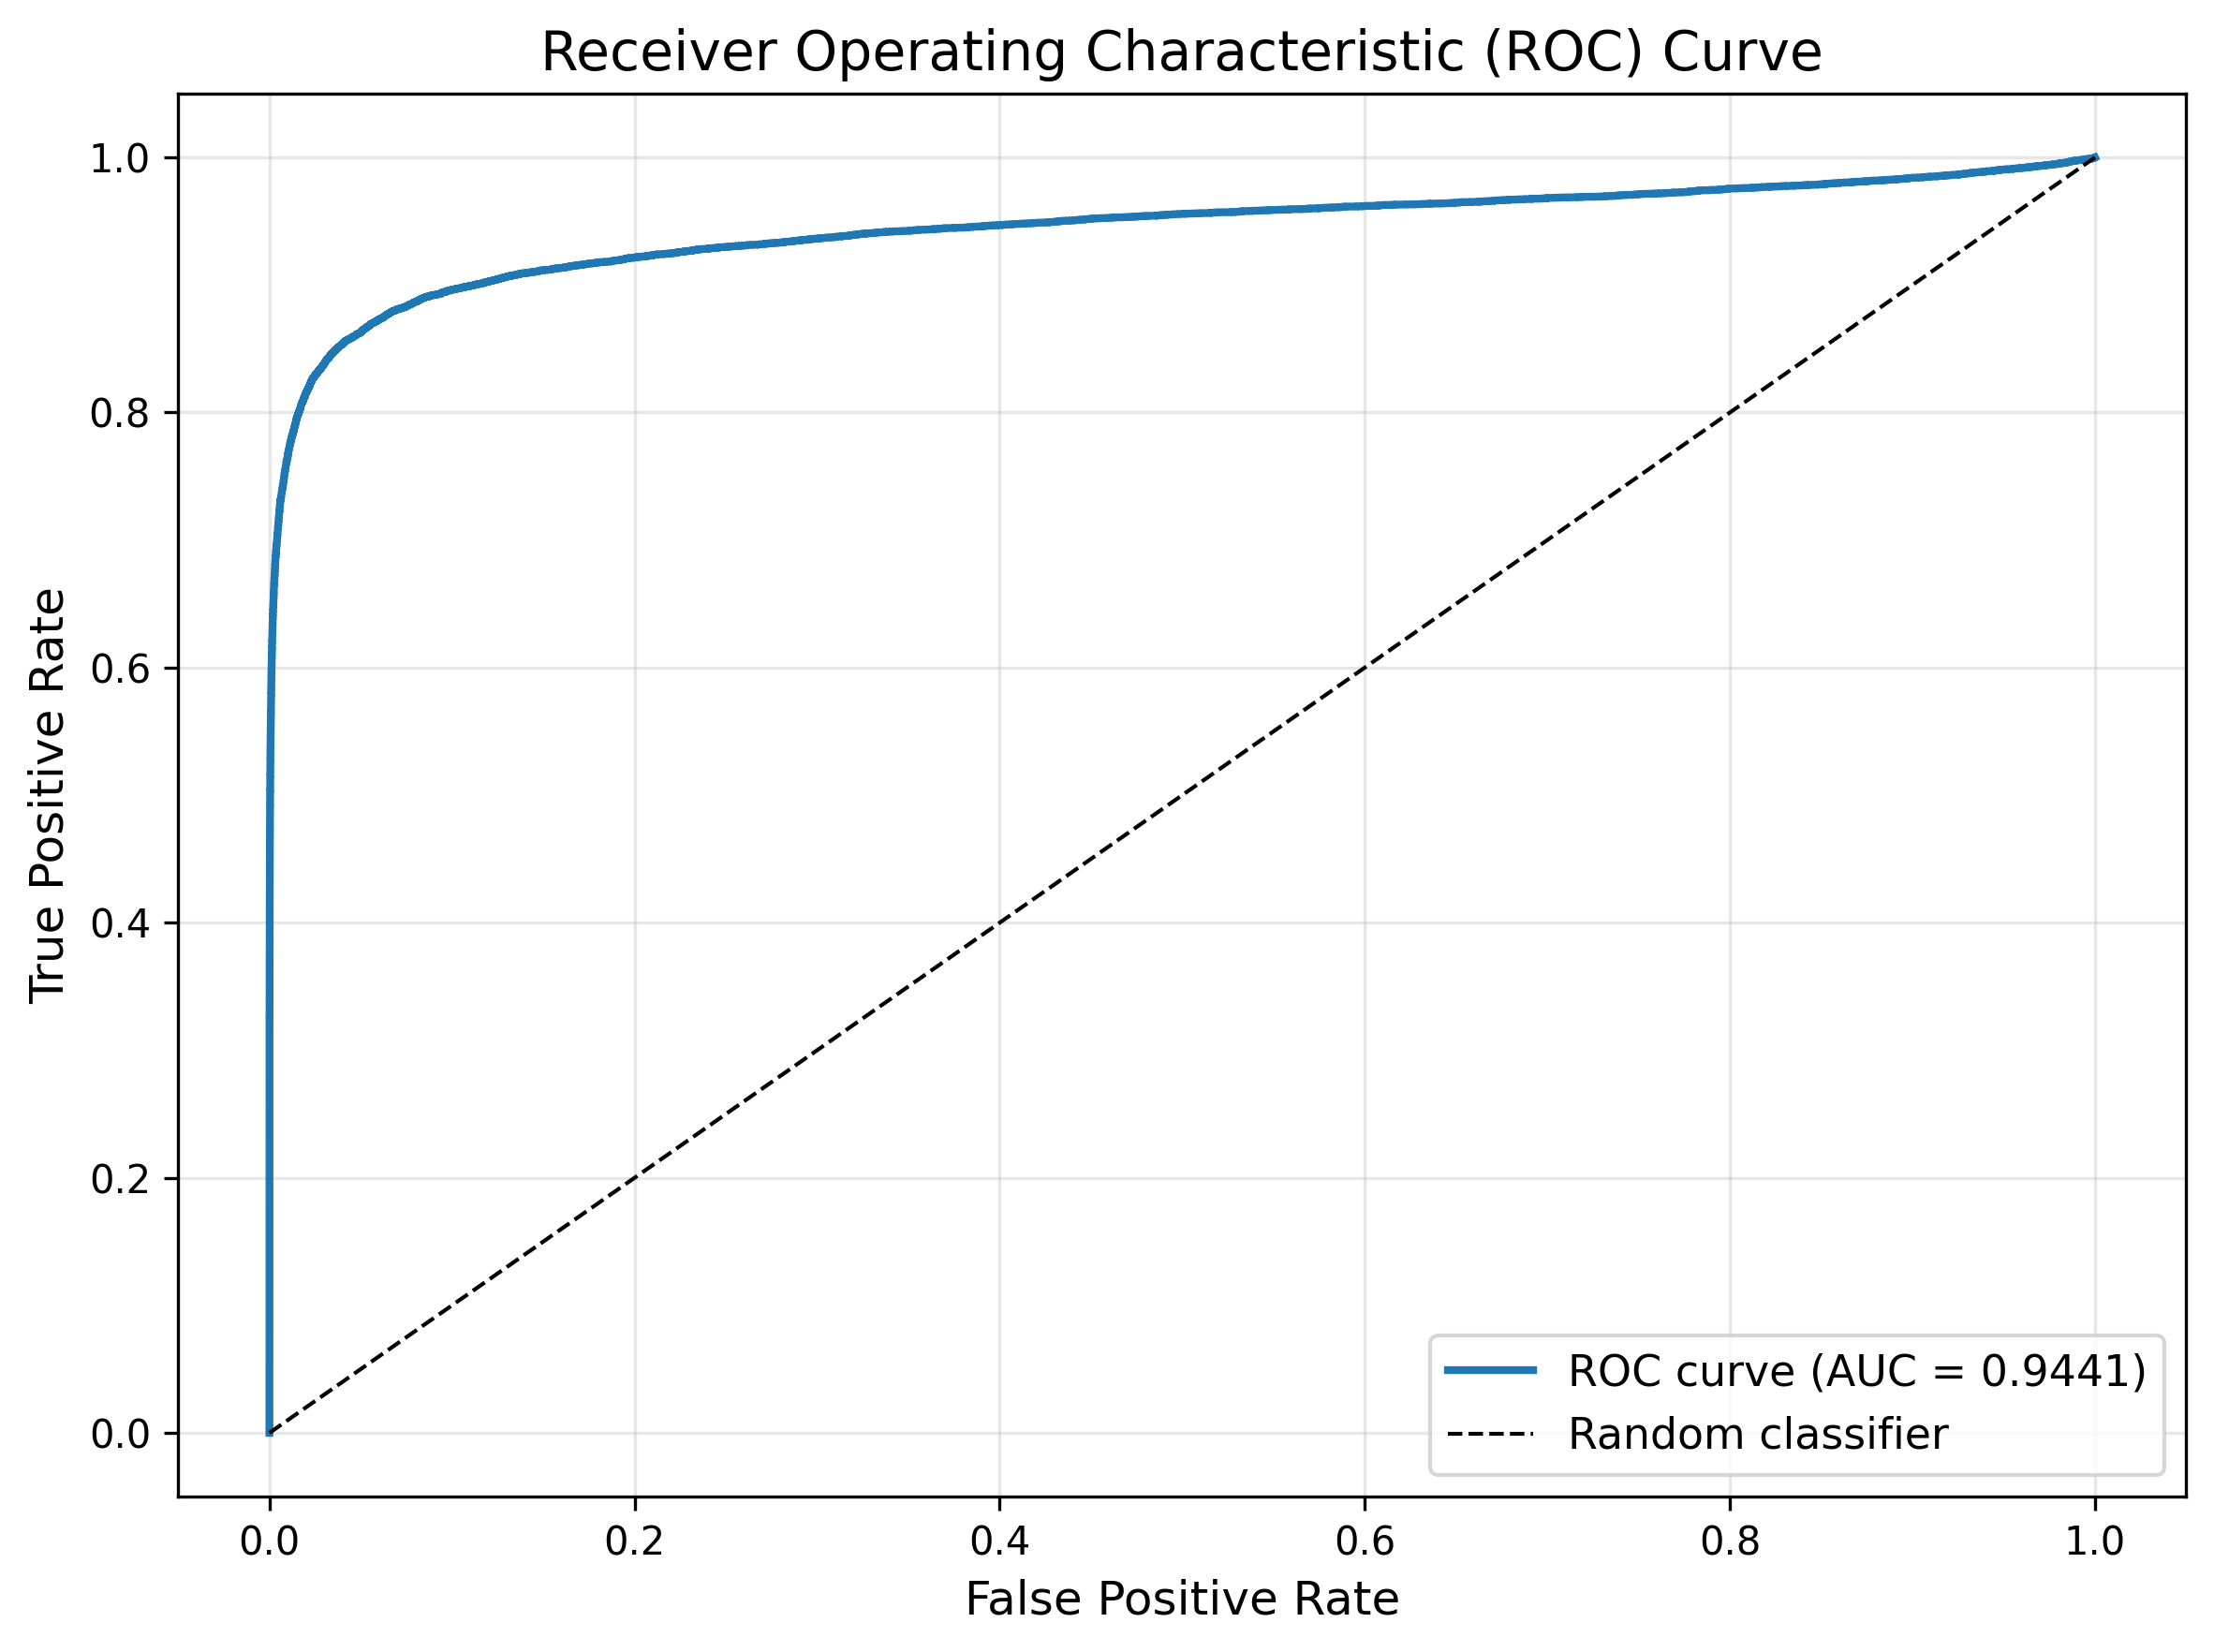 Receiver Operating Characteristic (ROC) Curve
True Positive Rate
1.0
0.8
0.6
0.4
0.2
0.0
ROC curve (AUC = 0.9441)
Random classifier
0.0 0.2 0.4 0.6 0.8 1.0
False Positive Rate